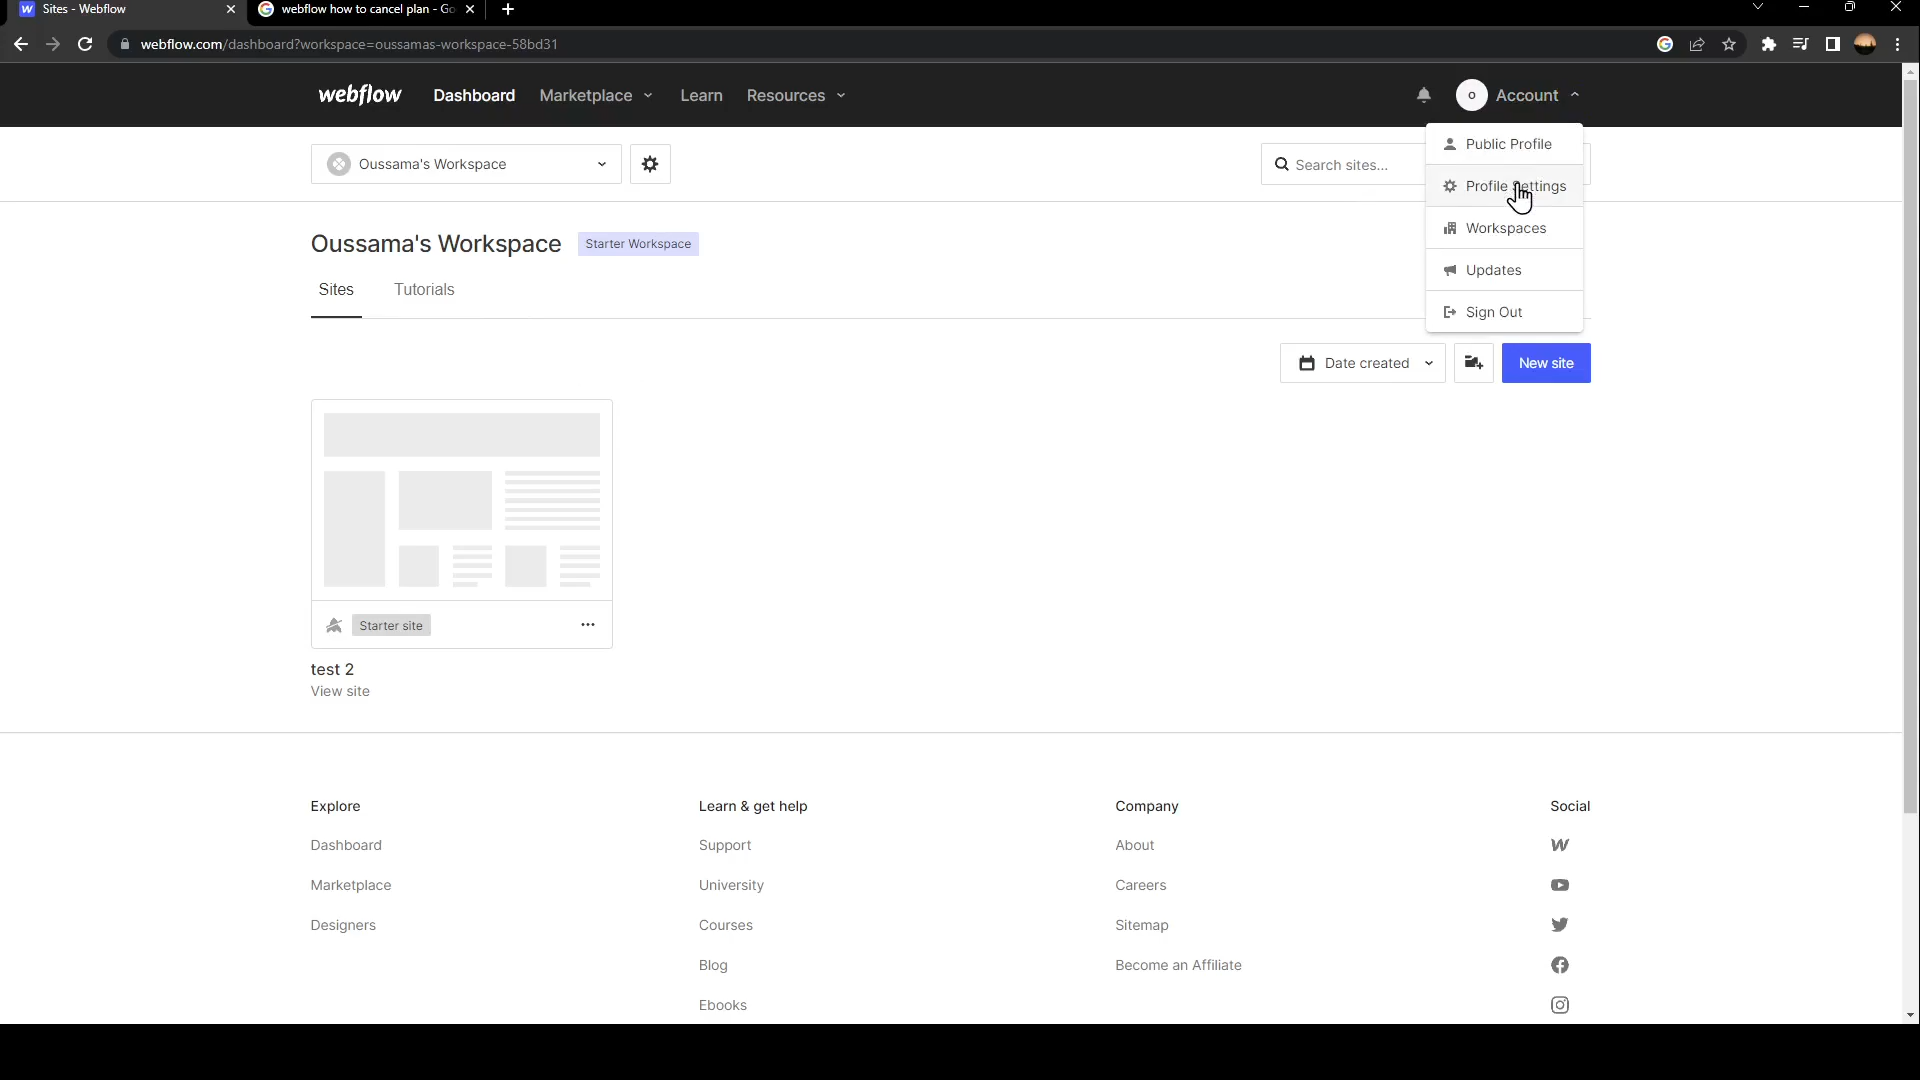 Sites - Webflow
webflow how to cancel plan - Go
webflow.com/dashboard?workspace=oussamas-workspace-58bd31
webflow Dashboard Marketplace Learn Resources
O Account
Oussama's Workspace
Search sites...
Public Profile
Profile Settings
Workspaces
Updates
Sign Out
Oussama's Workspace Starter Workspace
Sites Tutorials
Date created New site
Starter site
test 2
View site
Explore
Dashboard
Marketplace
Designers
Learn & get help
Support
University
Courses
Blog
Ebooks
Company
About
Careers
Sitemap
Become an Affiliate
Social